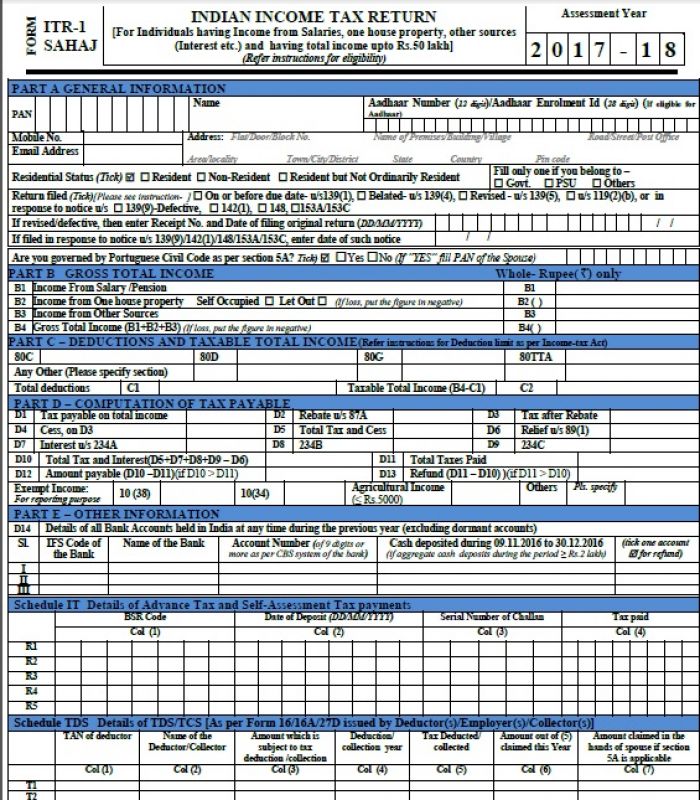 FORM ITR-1 SAHAJ
INDIAN INCOME TAX RETURN
[For Individuals having Income from Salaries, one house property, other sources
(Interest etc.) and having total income upto Rs.50 lakh]
(Refer instructions for eligibility)
Assessment Year
2 0 1 7 - 1 8
PART A GENERAL INFORMATION
PAN
Name
Aadhaar Number (12 digit)/Aadhaar Enrolment Id (28 digit) (If eligible for
Aadhaar)
Mobile No.
Address: Flat/Door/Block No. Name of Premises/Building/Village Road/Street/Post Office
Email Address
Area/locality Town/City/District State Country Pin code
Residential Status (Tick) ☑ ☐ Resident ☐ Non-Resident ☐ Resident but Not Ordinarily Resident
Fill only one if you belong to –
☐ Govt. ☐ PSU ☐ Others
Return filed (Tick)[Please see instruction- ] ☐ On or before due date- u/s139(1), ☐ Belated- u/s 139(4), ☐ Revised - u/s 139(5), ☐ u/s 119(2)(b), or in
response to notice u/s ☐ 139(9)-Defective, ☐ 142(1), ☐ 148, ☐153A/153C
If revised/defective, then enter Receipt No. and Date of filing original return (DD/MM/YYYY) / /
If filed in response to notice u/s 139(9)/142(1)/148/153A/153C, enter date of such notice / /
Are you governed by Portuguese Civil Code as per section 5A? Tick) ☑ ☐Yes ☐No (If "YES" fill PAN of the Spouse)
PART B GROSS TOTAL INCOME Whole- Rupee(₹) only
B1 Income From Salary /Pension B1
B2 Income from One house property Self Occupied ☐ Let Out ☐ (If loss, put the figure in negative) B2 ( )
B3 Income from Other Sources B3
B4 Gross Total Income (B1+B2+B3) (If loss, put the figure in negative) B4( )
PART C – DEDUCTIONS AND TAXABLE TOTAL INCOME(Refer instructions for Deduction limit as per Income-tax Act)
80C 80D 80G 80TTA
Any Other (Please specify section)
Total deductions C1 Taxable Total Income (B4-C1) C2
PART D – COMPUTATION OF TAX PAYABLE
D1 Tax payable on total income D2 Rebate u/s 87A D3 Tax after Rebate
D4 Cess, on D3 D5 Total Tax and Cess D6 Relief u/s 89(1)
D7 Interest u/s 234A D8 234B D9 234C
D10 Total Tax and Interest(D5+D7+D8+D9 – D6) D11 Total Taxes Paid
D12 Amount payable (D10 –D11)(if D10 > D11) D13 Refund (D11 – D10) )(if D11 > D10)
Exempt Income: 10 (38) 10(34) Agricultural Income Others Pls. specify
For reporting purpose (≤ Rs.5000)
PART E – OTHER INFORMATION
D14 Details of all Bank Accounts held in India at any time during the previous year (excluding dormant accounts)
Sl. IFS Code of Name of the Bank Account Number (of 9 digits or Cash deposited during 09.11.2016 to 30.12.2016 (tick one account
the Bank more as per CBS system of the bank) (if aggregate cash deposits during the period ≥ Rs.2 lakh) ☑ for refund)
I
II
III
Schedule IT Details of Advance Tax and Self-Assessment Tax payments
BSR Code Date of Deposit (DD/MM/YYYY) Serial Number of Challan Tax paid
Col (1) Col (2) Col (3) Col (4)
R1
R2
R3
R4
R5
Schedule TDS Details of TDS/TCS [As per Form 16/16A/27D issued by Deductor(s)/Employer(s)/Collector(s)]
TAN of deductor Name of the Amount which is Deduction/ Tax Deducted/ Amount out of (5) Amount claimed in the
Deductor/Collector subject to tax collection year collected claimed this Year hands of spouse if section
deduction /collection 5A is applicable
Col (1) Col (2) Col (3) Col (4) Col (5) Col (6) Col (7)
T1
T2